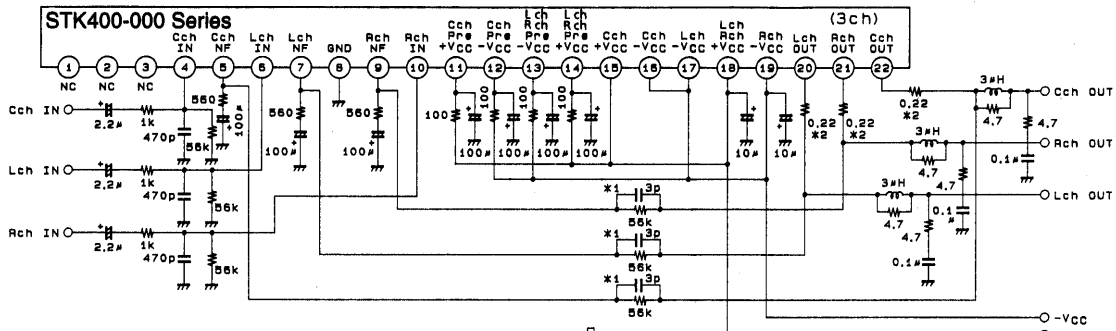 STK400-000 Series
(3ch)
Cch IN
Cch NF
Lch IN
Lch NF
GND
Rch NF
Rch IN
Cch Pre +VCC
Cch Pre -VCC
Lch Rch Pre -VCC
Lch Rch Pre +VCC
Cch +VCC
Cch -VCC
Lch -VCC
Lch Rch +VCC
Rch -VCC
Lch OUT
Rch OUT
Cch OUT
1 2 3 4 5 6 7 8 9 10 11 12 13 14 15 16 17 18 19 20 21 22
NC NC NC
Cch IN
2.2µ
1k
470p
56k
560
100µ
560
100µ
560
100µ
100
100
100
100
100µ
100µ
100µ
100µ
10µ
10µ
0.22 *2
0.22 *2
0.22 *2
3µH
4.7
4.7
0.1µ
Cch OUT
3µH
4.7
4.7
0.1µ
Rch OUT
Lch IN
2.2µ
1k
470p
56k
3µH
4.7
4.7
0.1µ
Lch OUT
*1 3p
56k
Rch IN
2.2µ
1k
470p
56k
*1 3p
56k
*1 3p
56k
-VCC